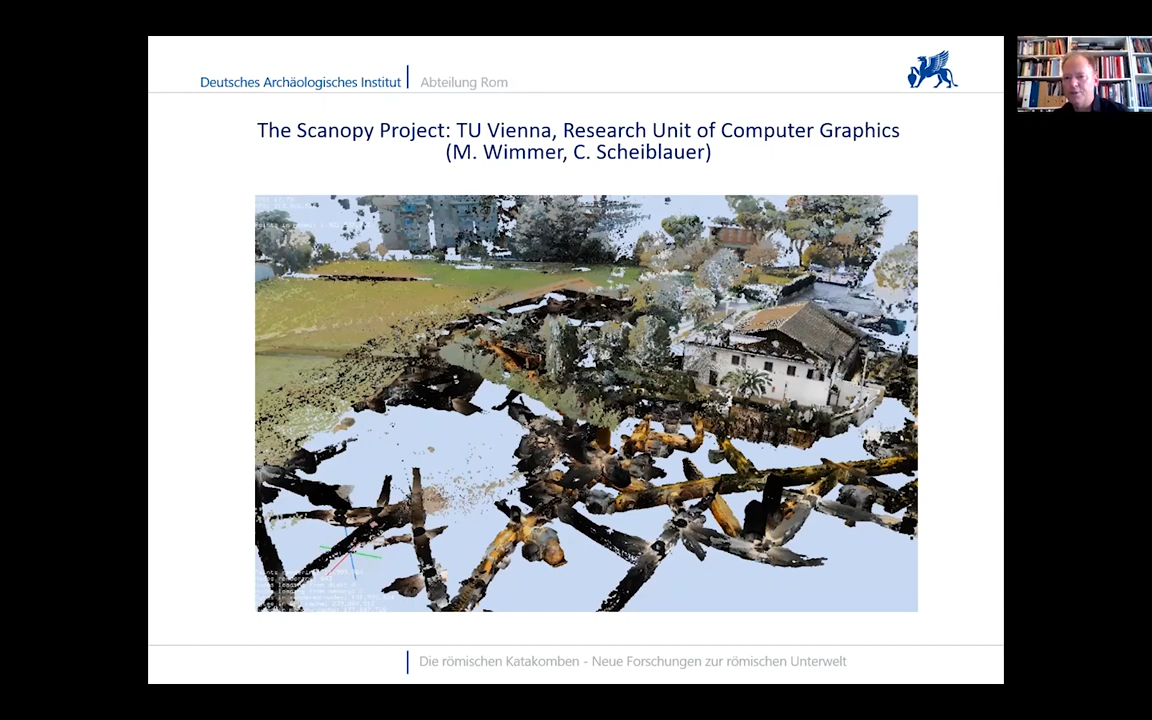 Deutsches Archäologisches Institut
Abteilung Rom
The Scanopy Project: TU Vienna, Research Unit of Computer Graphics
(M. Wimmer, C. Scheiblauer)
Die römischen Katakomben - Neue Forschungen zur römischen Unterwelt